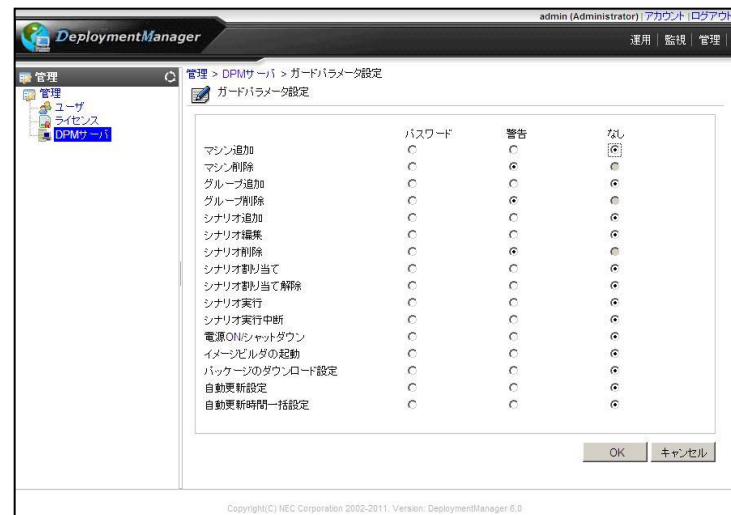 admin (Administrator) | アカウント | ログアウト
DeploymentManager
運用 | 監視 | 管理
管理
管理
ユーザ
ライセンス
DPMサーバ
管理 > DPMサーバ > ガードパラメータ設定
ガードパラメータ設定
パスワード 警告 なし
マシン追加
マシン削除
グループ追加
グループ削除
シナリオ追加
シナリオ編集
シナリオ削除
シナリオ割り当て
シナリオ割り当て解除
シナリオ実行
シナリオ実行中断
電源ON/シャットダウン
イメージビルダの起動
パッケージのダウンロード設定
自動更新設定
自動更新時間一括設定
OK キャンセル
Copyright(C) NEC Corporation 2002-2011. Version: DeploymentManager 6.0